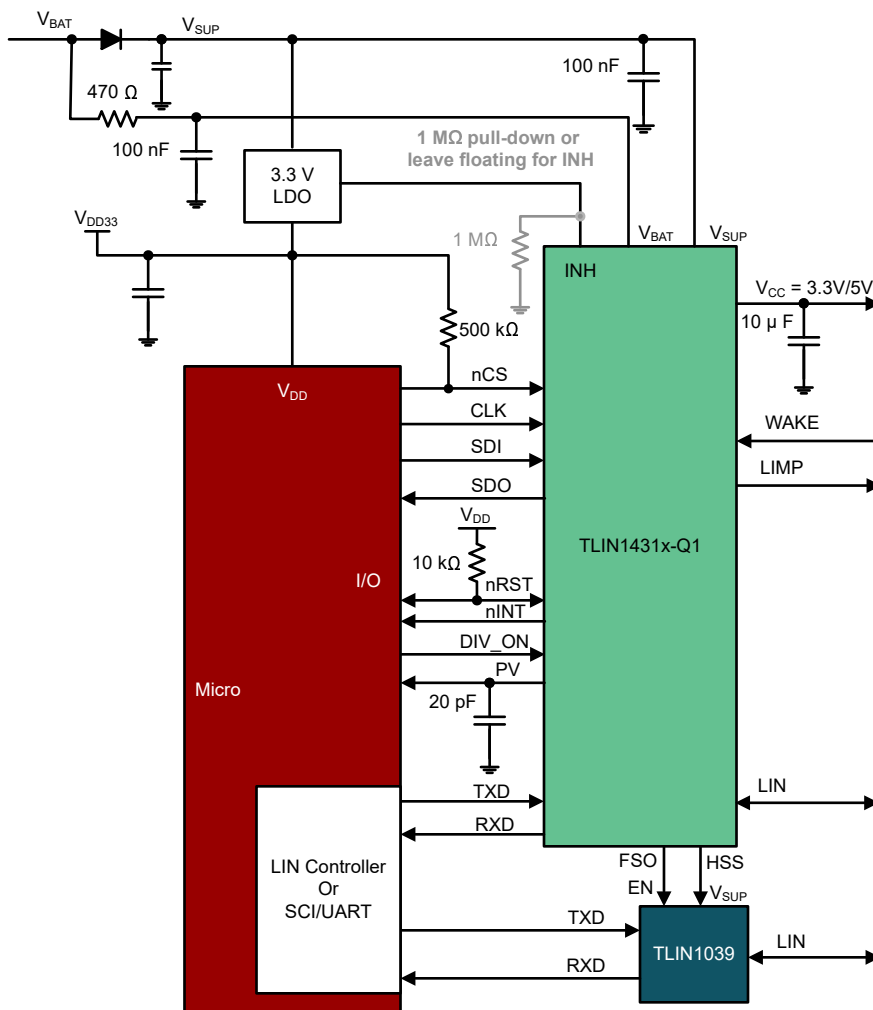 VBAT
VSUP
470 Ω
100 nF
100 nF
1 MΩ pull-down or
leave floating for INH
3.3 V
LDO
VDD33
1 MΩ
VBAT
VSUP
INH
500 kΩ
VCC = 3.3V/5V
10 µ F
VDD
nCS
CLK
SDI
SDO
WAKE
LIMP
VDD
10 kΩ
TLIN1431x-Q1
I/O
nRST
nINT
DIV_ON
PV
Micro
20 pF
TXD
RXD
LIN
LIN Controller
Or
SCI/UART
FSO
HSS
EN
VSUP
TXD
RXD
TLIN1039
LIN